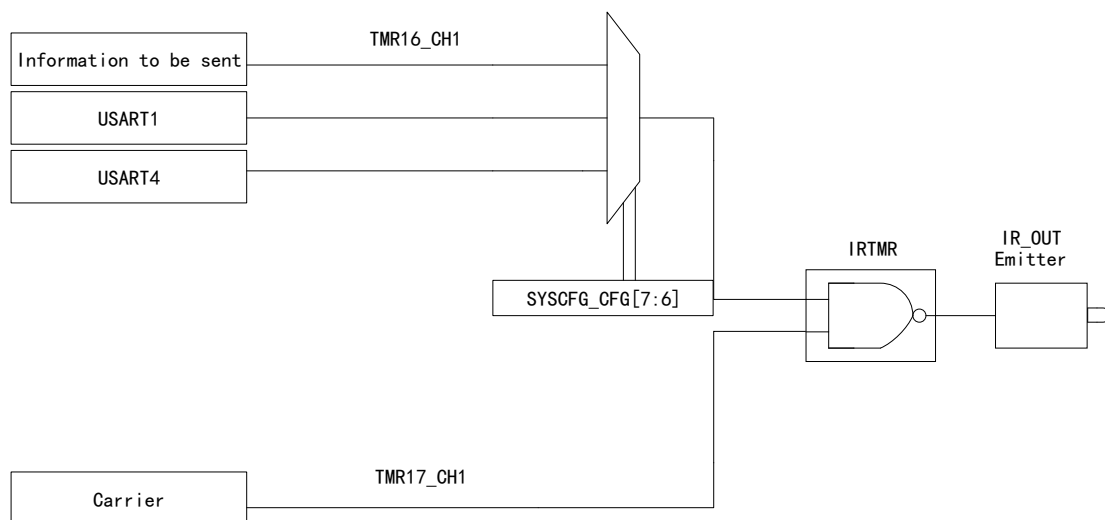 TMR16_CH1
Information to be sent
USART1
USART4
IRTMR
IR_OUT
Emitter
SYSCFG_CFG[7:6]
TMR17_CH1
Carrier